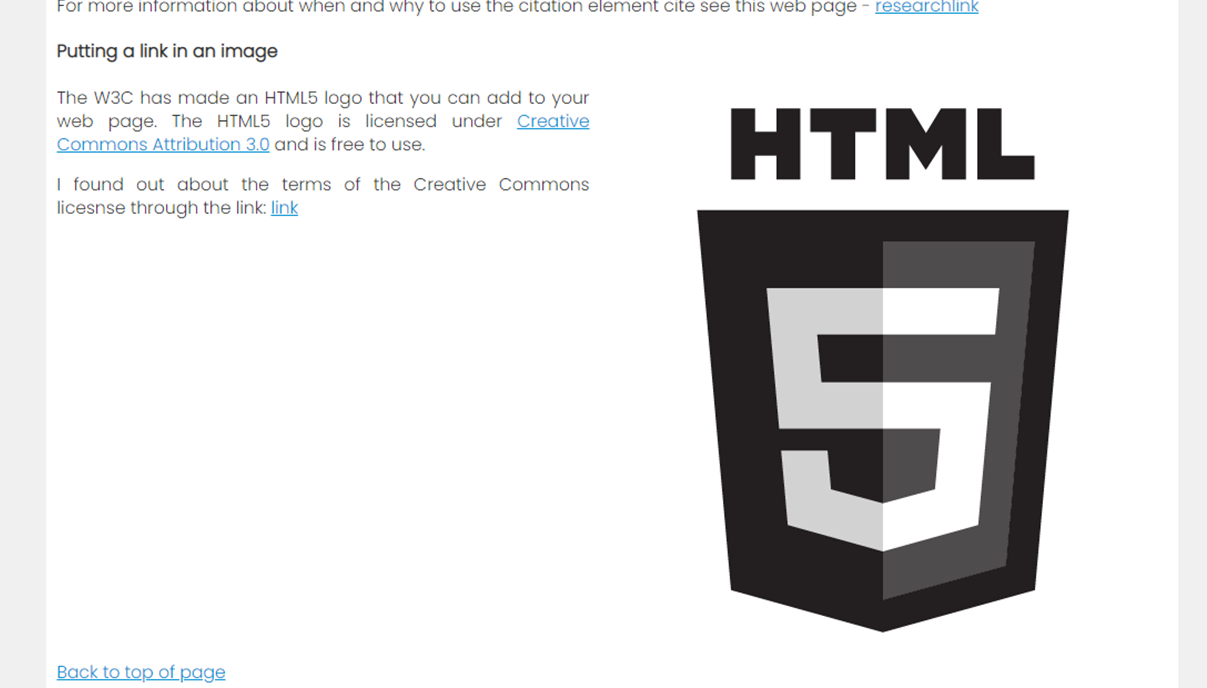 For more information about when and why to use the citation element cite see this web page - researchlink
Putting a link in an image
The W3C has made an HTML5 logo that you can add to your
web page. The HTML5 logo is licensed under Creative
Commons Attribution 3.0 and is free to use.
I found out about the terms of the Creative Commons
licesnse through the link: link
HTML
5
Back to top of page